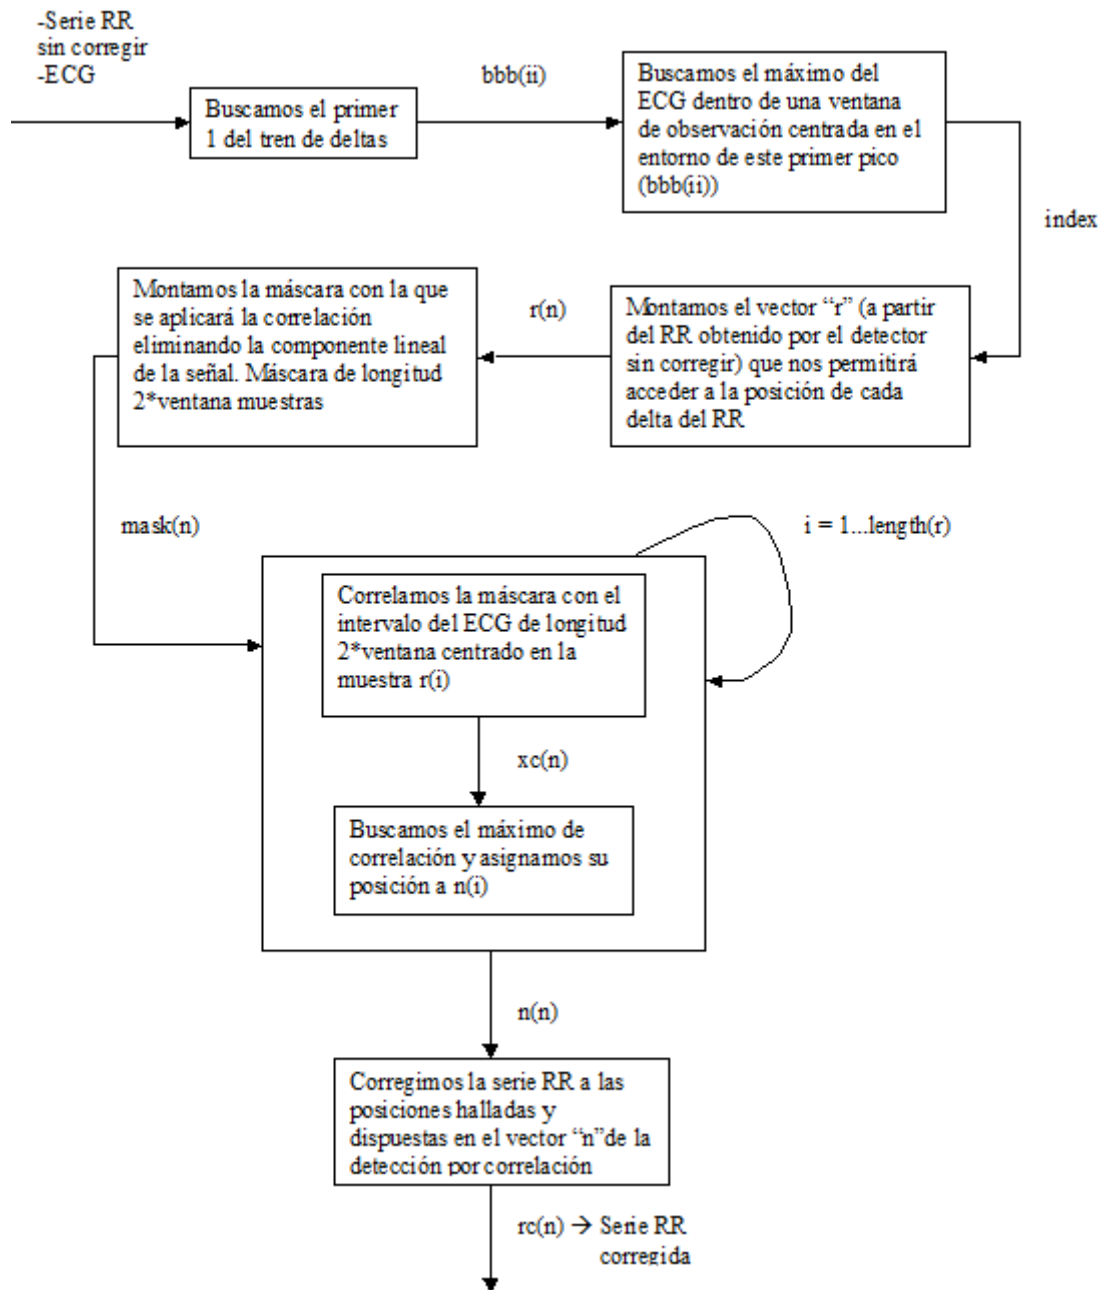 -Serie RR
sin corregir
-ECG
Buscamos el primer
1 del tren de deltas
bbb(ii)
Buscamos el máximo del
ECG dentro de una ventana
de observación centrada en el
entorno de este primer pico
(bbb(ii))
index
Montamos el vector “r” (a partir
del RR obtenido por el detector
sin corregir) que nos permitirá
acceder a la posición de cada
delta del RR
r(n)
Montamos la máscara con la que
se aplicará la correlación
eliminando la componente lineal
de la señal. Máscara de longitud
2*ventana muestras
mask(n)
i = 1...length(r)
Correlamos la máscara con el
intervalo del ECG de longitud
2*ventana centrado en la
muestra r(i)
xc(n)
Buscamos el máximo de
correlación y asignamos su
posición a n(i)
n(n)
Corregimos la serie RR a las
posiciones halladas y
dispuestas en el vector “n”de la
detección por correlación
rc(n) → Serie RR
corregida